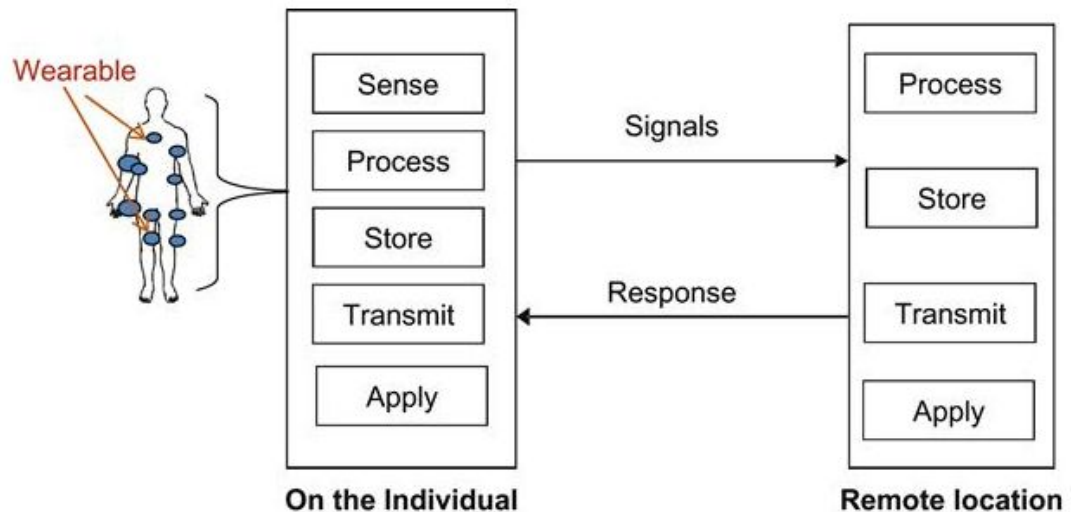 Wearable
Sense
Process
Store
Transmit
Apply
On the Individual
Signals
Response
Process
Store
Transmit
Apply
Remote location